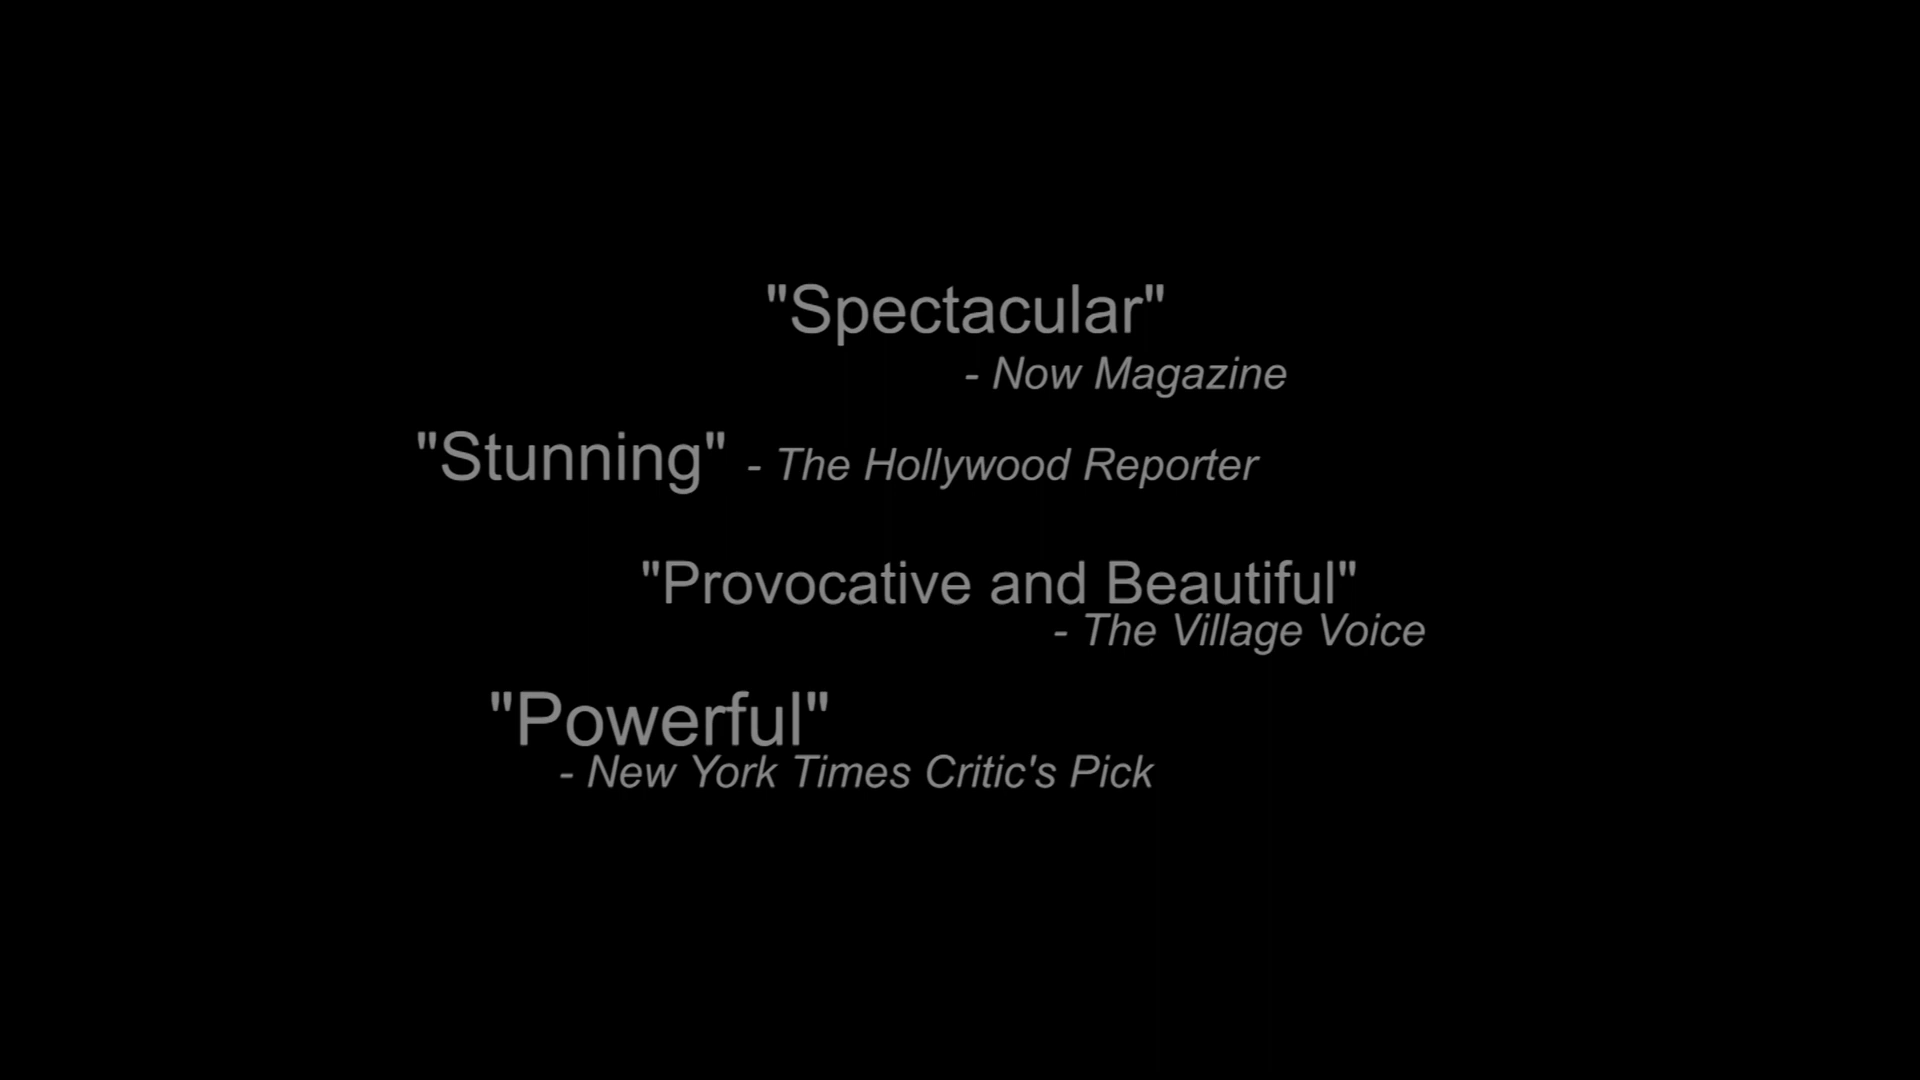 "Spectacular"
- Now Magazine
"Stunning" - The Hollywood Reporter
"Provocative and Beautiful"
- The Village Voice
"Powerful"
- New York Times Critic's Pick